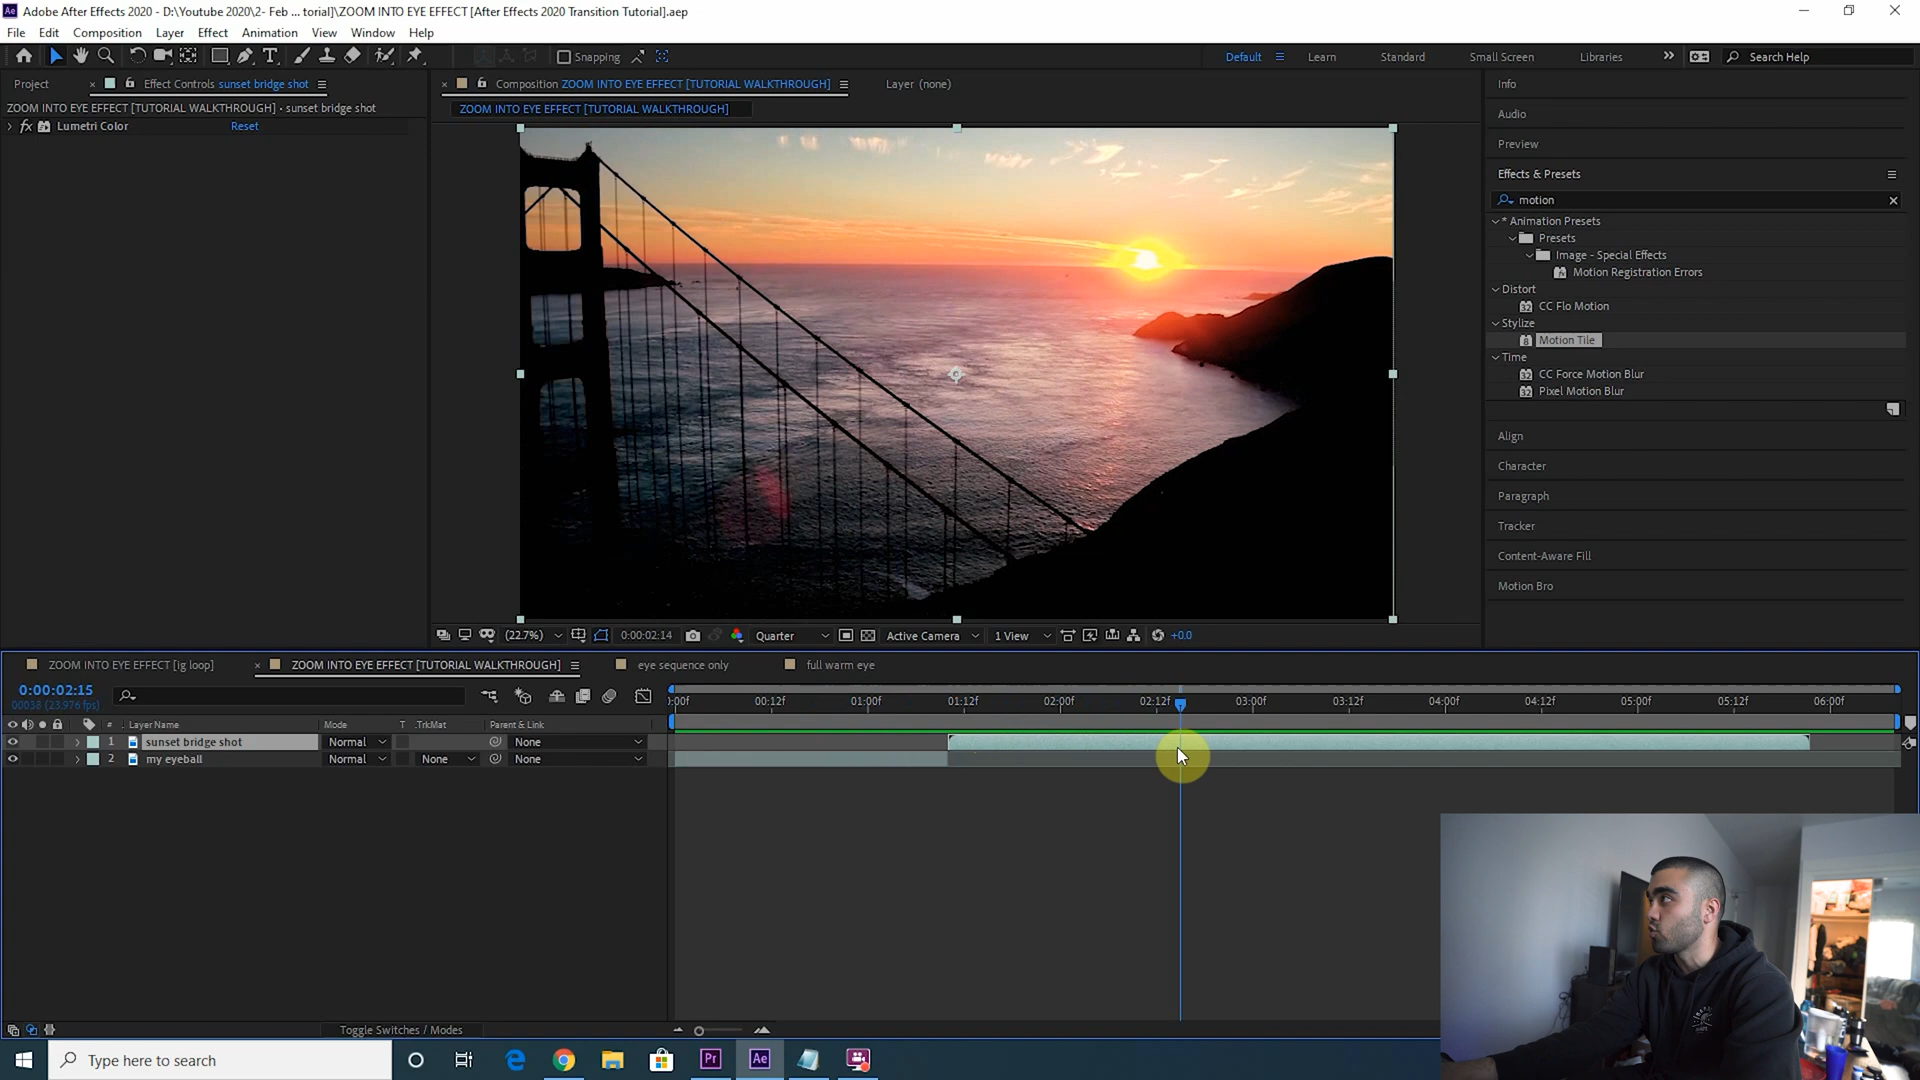 Adobe After Effects 2020 - D:\Youtube 2020\2- Feb ... torial]\ZOOM INTO EYE EFFECT [After Effects 2020 Transition Tutorial].aep
File Edit Composition Layer Effect Animation View Window Help
Snapping Default Learn Standard Small Screen Libraries Search Help
Project Effect Controls sunset bridge shot
ZOOM INTO EYE EFFECT [TUTORIAL WALKTHROUGH] • sunset bridge shot
fx Lumetri Color Reset
Composition ZOOM INTO EYE EFFECT [TUTORIAL WALKTHROUGH] Layer (none)
ZOOM INTO EYE EFFECT [TUTORIAL WALKTHROUGH]
(22.7%) 0:00:02:14 Quarter Active Camera 1 View +0.0
Info
Audio
Preview
Effects & Presets
motion
* Animation Presets
Presets
Image - Special Effects
Motion Registration Errors
Distort
CC Flo Motion
Stylize
Motion Tile
Time
CC Force Motion Blur
Pixel Motion Blur
Align
Character
Paragraph
Tracker
Content-Aware Fill
Motion Bro
ZOOM INTO EYE EFFECT [ig loop] ZOOM INTO EYE EFFECT [TUTORIAL WALKTHROUGH] eye sequence only full warm eye
0:00:02:15
00038 (23.976 fps)
:00f 00:12f 01:00f 01:12f 02:00f 02:12f 03:00f 03:12f 04:00f 04:12f 05:00f 05:12f 06:00f
# Layer Name Mode T .TrkMat Parent & Link
1 sunset bridge shot Normal None
2 my eyeball Normal None None
Toggle Switches / Modes
Type here to search Pr Ae